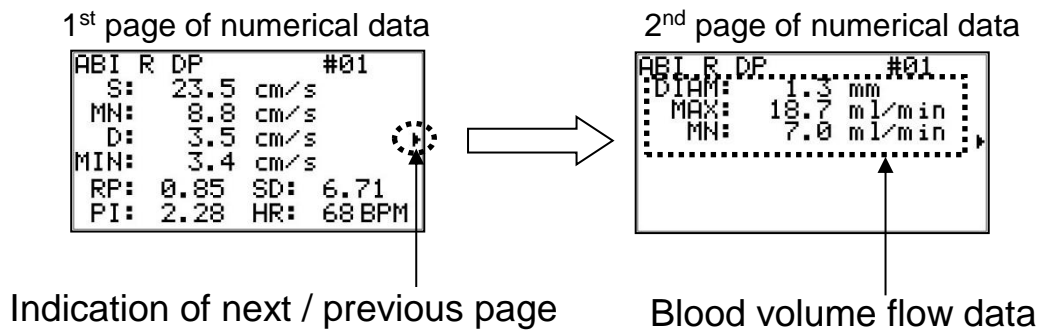 1st page of numerical data
2nd page of numerical data
ABI R DP #01
S: 23.5 cm/s
MN: 8.8 cm/s
D: 3.5 cm/s
MIN: 3.4 cm/s
RP: 0.85 SD: 6.71
PI: 2.28 HR: 68 BPM
ABI R DP #01
DIAM: 1.3 mm
MAX: 18.7 ml/min
MN: 7.0 ml/min
Indication of next / previous page
Blood volume flow data